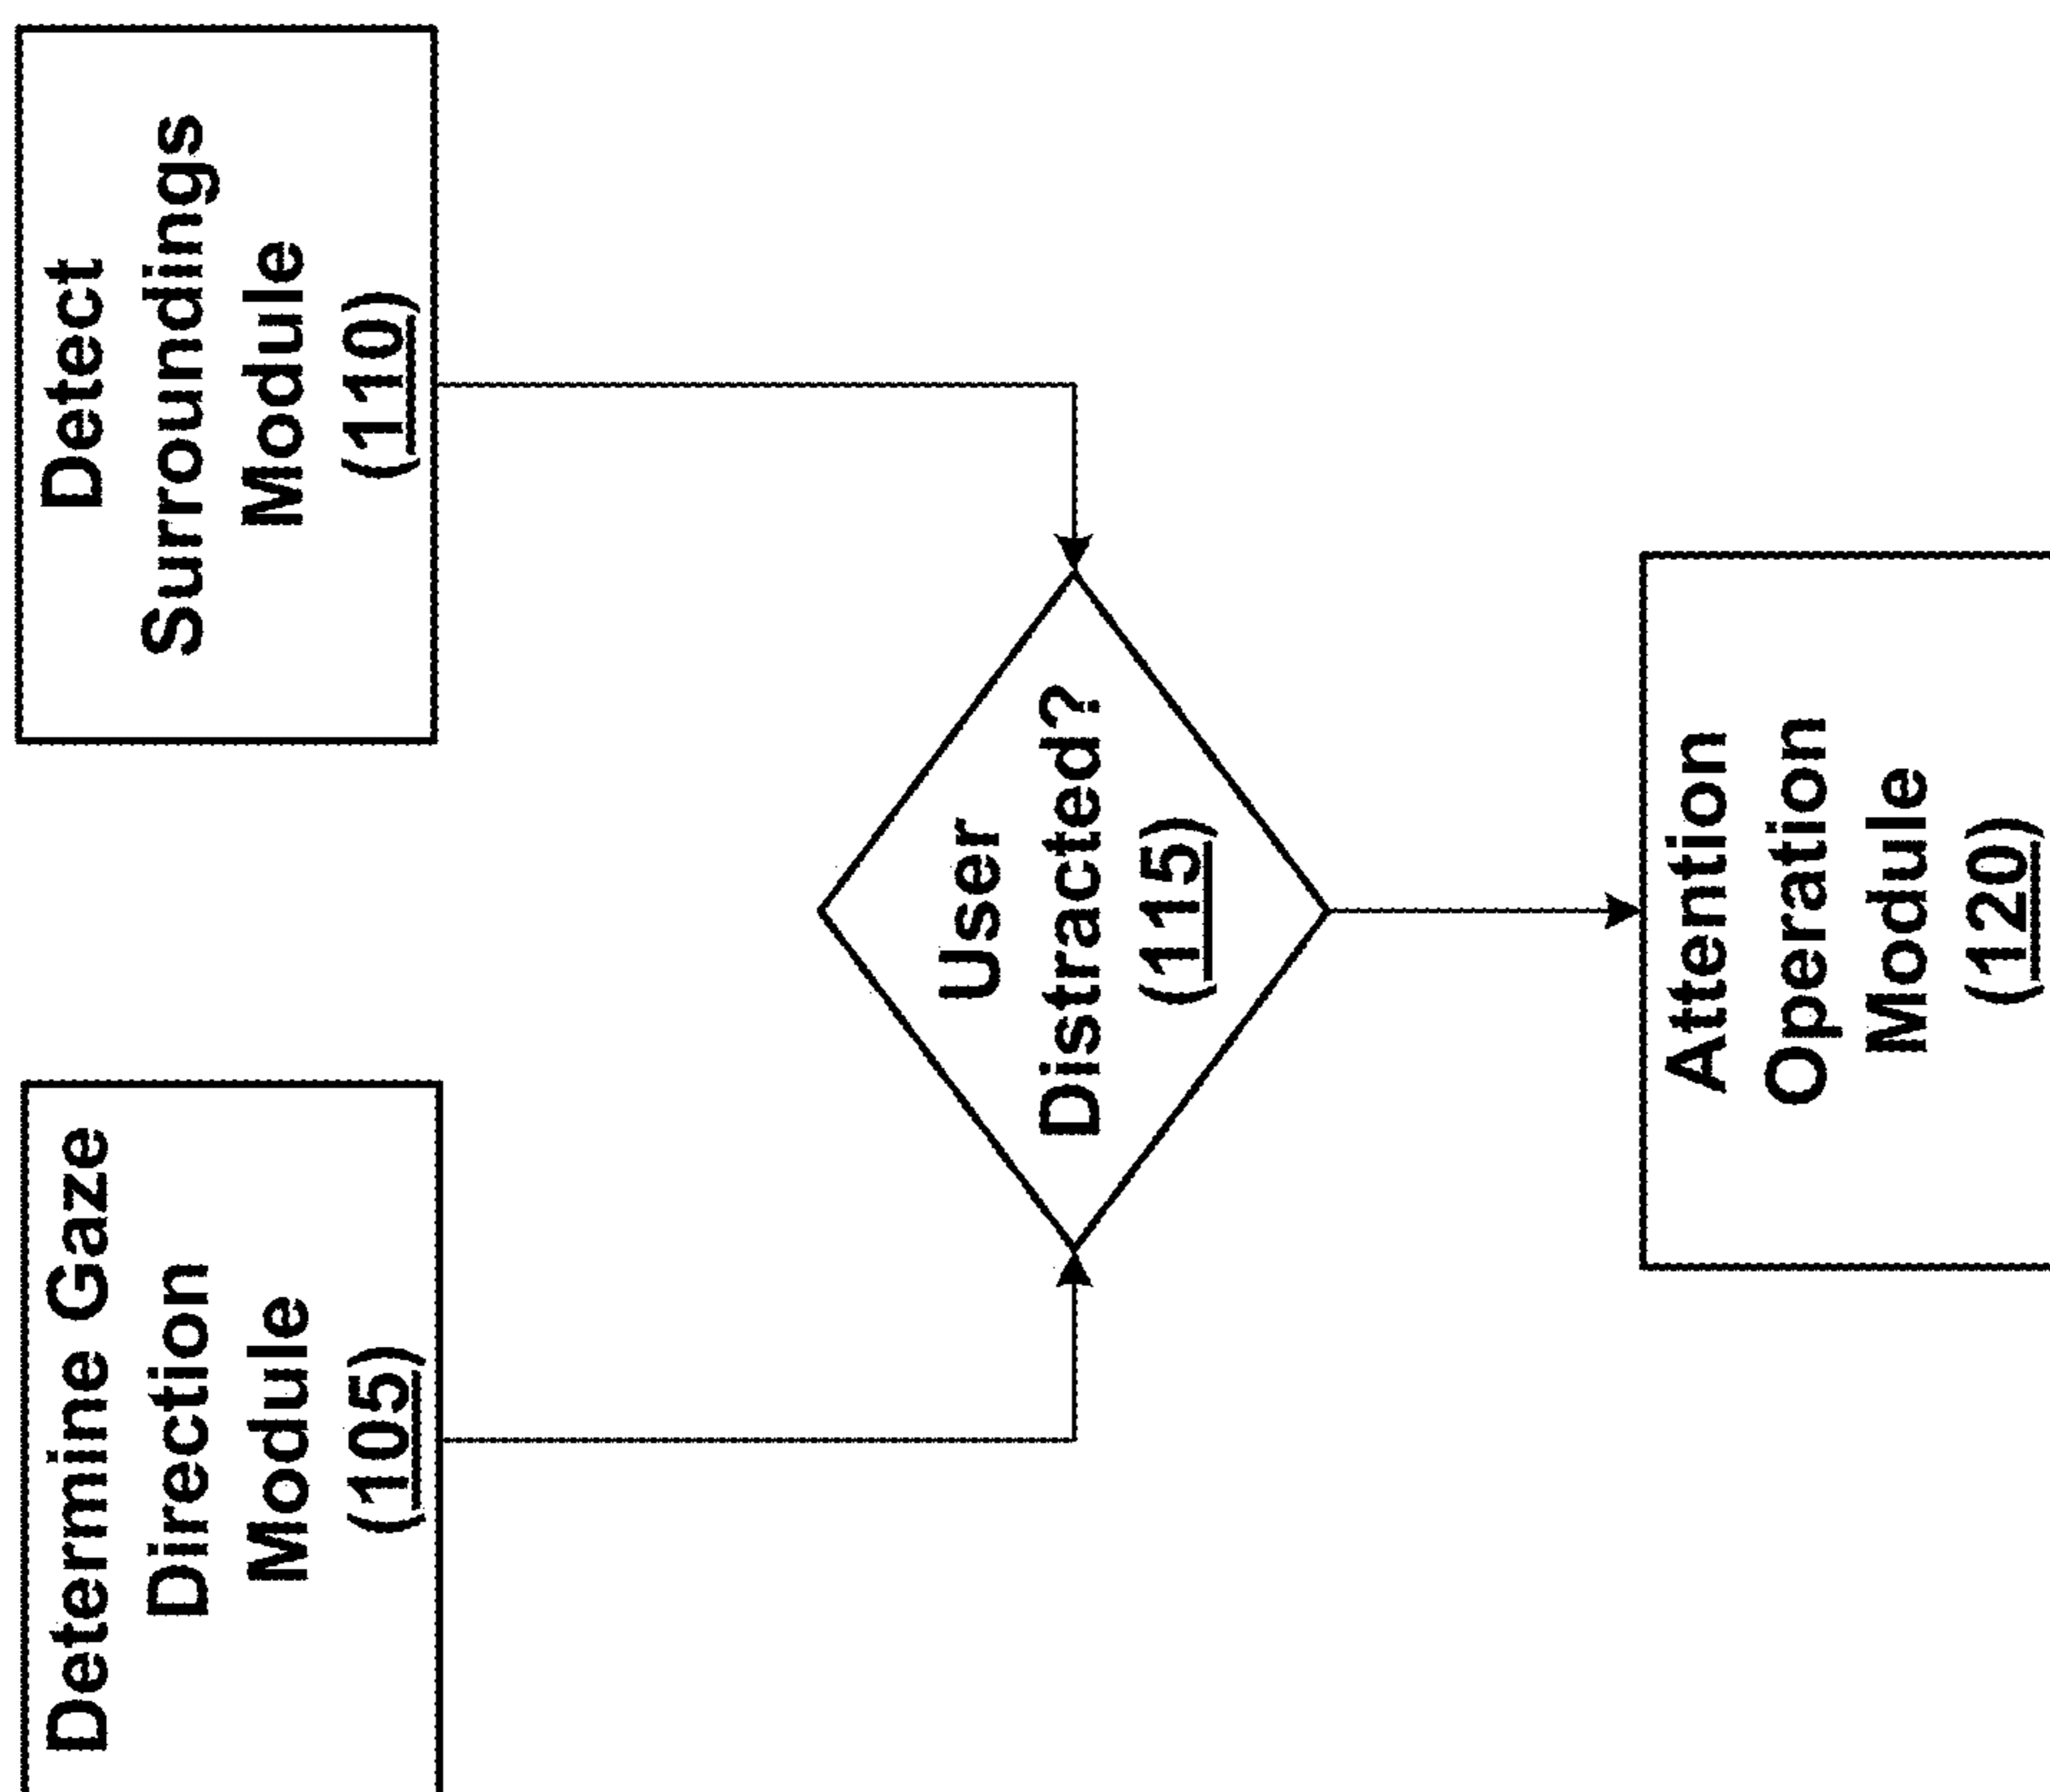 Determine Gaze
Direction
Module
(105)
Detect
Surroundings
Module
(110)
User
Distracted?
(115)
Attention
Operation
Module
(120)